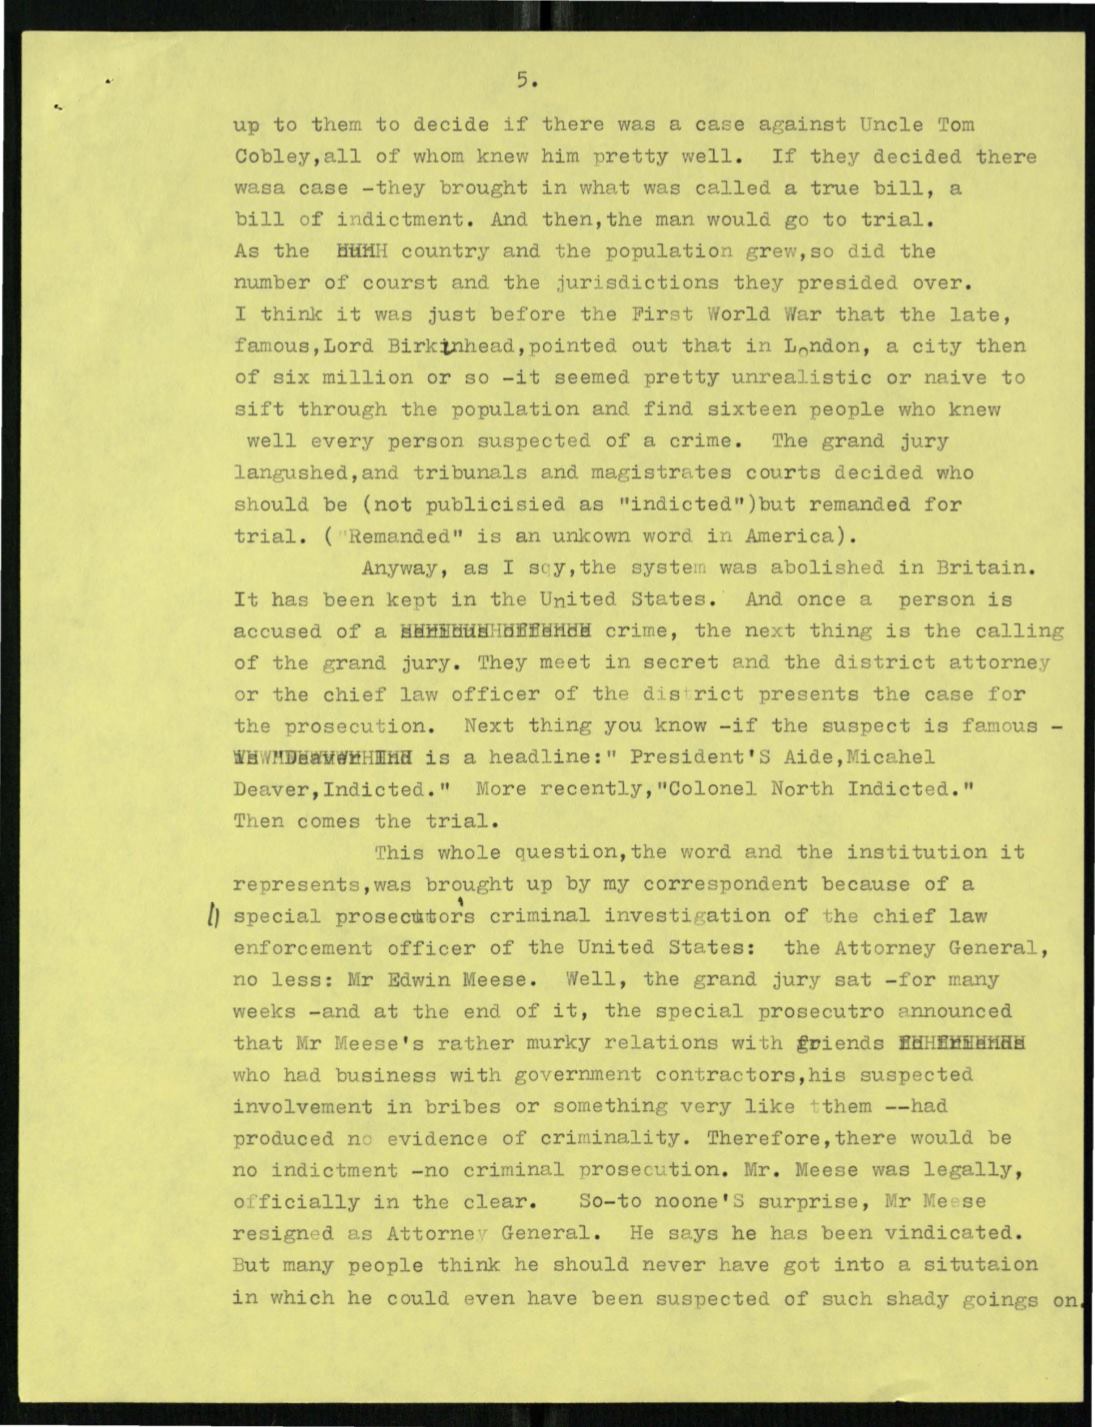 5.
up to them to decide if there was a case against Uncle Tom
Cobley,all of whom knew him pretty well.  If they decided there
wasa case -they brought in what was called a true bill, a
bill of indictment. And then,the man would go to trial.
As the country and the population grew,so did the
number of courst and the jurisdictions they presided over.
I think it was just before the First World War that the late,
famous,Lord Birkinhead,pointed out that in London, a city then
of six million or so -it seemed pretty unrealistic or naive to
sift through the population and find sixteen people who knew
well every person suspected of a crime.  The grand jury
langushed,and tribunals and magistrates courts decided who
should be (not publicisied as "indicted")but remanded for
trial. ("Remanded" is an unkown word in America).
Anyway, as I say,the system was abolished in Britain.
It has been kept in the United States.  And once a  person is
accused of a serious offence crime, the next thing is the calling
of the grand jury. They meet in secret and the district attorney
or the chief law officer of the district presents the case for
the prosecution.  Next thing you know -if the suspect is famous -
"Deaver Ind is a headline:" President'S Aide,Micahel
Deaver,Indicted."  More recently,"Colonel North Indicted."
Then comes the trial.
This whole question,the word and the institution it
represents,was brought up by my correspondent because of a
special prosecutor's criminal investigation of the chief law
enforcement officer of the United States:  the Attorney General,
no less: Mr Edwin Meese.  Well, the grand jury sat -for many
weeks -and at the end of it, the special prosecutro announced
that Mr Meese's rather murky relations with friends
who had business with government contractors,his suspected
involvement in bribes or something very like tthem --had
produced no evidence of criminality. Therefore,there would be
no indictment -no criminal prosecution. Mr. Meese was legally,
officially in the clear.   So-to noone'S surprise, Mr Meese
resigned as Attorney General.  He says he has been vindicated.
But many people think he should never have got into a situtaion
in which he could even have been suspected of such shady goings on.